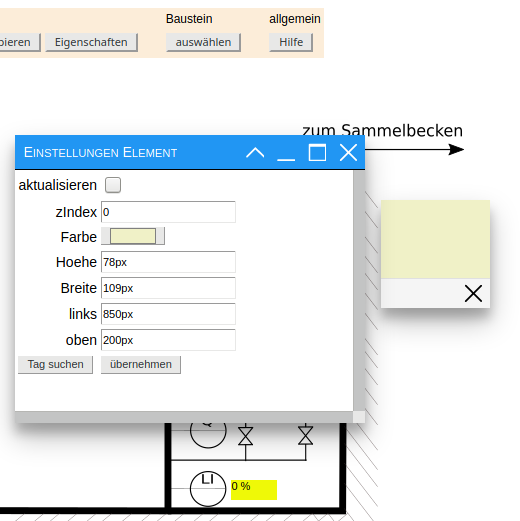 Baustein allgemein
pieren Eigenschaften auswählen Hilfe
zum Sammelbecken
Einstellungen Element
aktualisieren
zIndex 0
Farbe
Hoehe 78px
Breite 109px
links 850px
oben 200px
Tag suchen übernehmen
LI 0 %